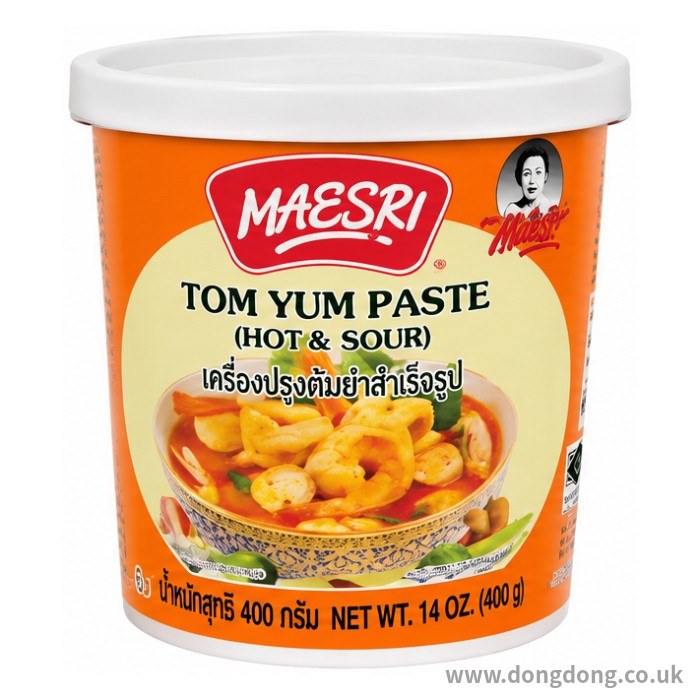 MAESRI
®
Maesri
TOM YUM PASTE
(HOT & SOUR)
เครื่องปรุงต้มยำสำเร็จรูป
น้ำหนักสุทธิ 400 กรัม NET WT. 14 OZ. (400 g)
www.dongdong.co.uk